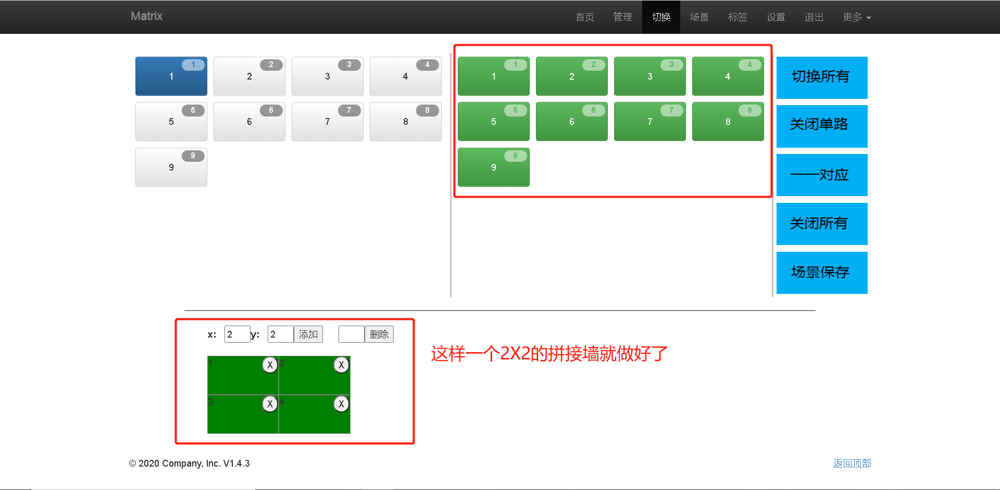 Matrix 首页 管理 切换 场景 标签 设置 退出 更多
1 2 3 4 1 2 3 4
1 2 3 4 1 2 3 4 切换所有
5 6 7 8 5 6 7 8
5 6 7 8 5 6 7 8 关闭单路
9 9
9 9 一一对应
关闭所有
场景保存
x: 2 y: 2 添加 删除
这样一个2X2的拼接墙就做好了
1 X 2 X
3 X 4 X
© 2020 Company, Inc. V1.4.3 返回顶部